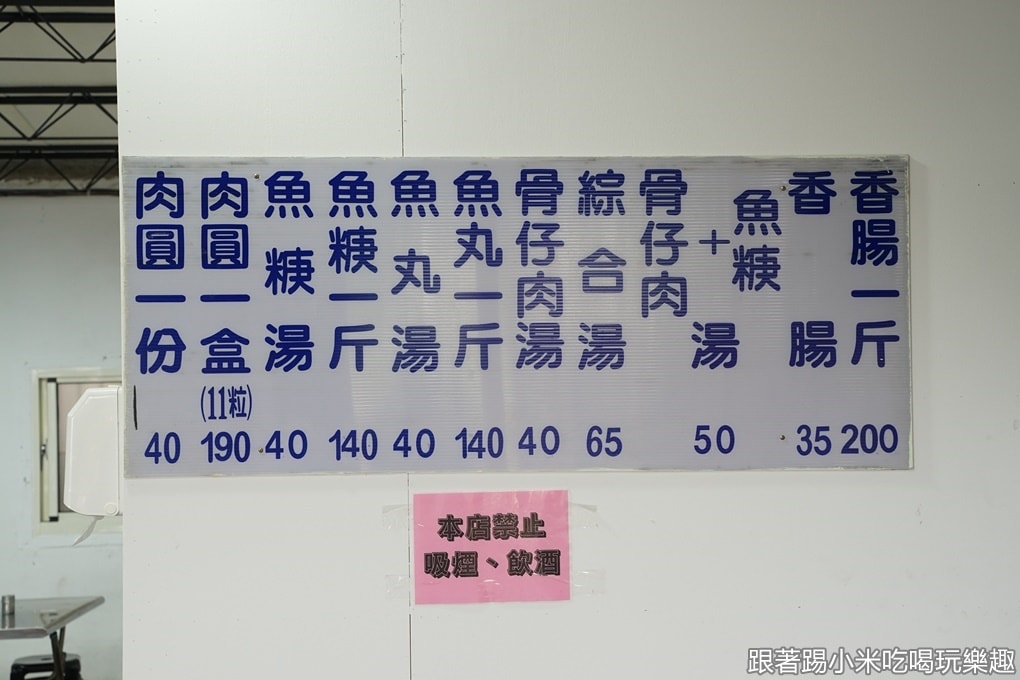 肉圓一份 40
肉圓一盒(11粒) 190
魚糠湯 40
魚糠一斤 140
魚丸湯 40
魚丸一斤 140
骨仔肉湯 40
綜合湯 65
骨仔肉+魚糠湯 50
香腸 35
香腸一斤 200
本店禁止
吸煙、飲酒
跟著踢小米吃喝玩樂趣